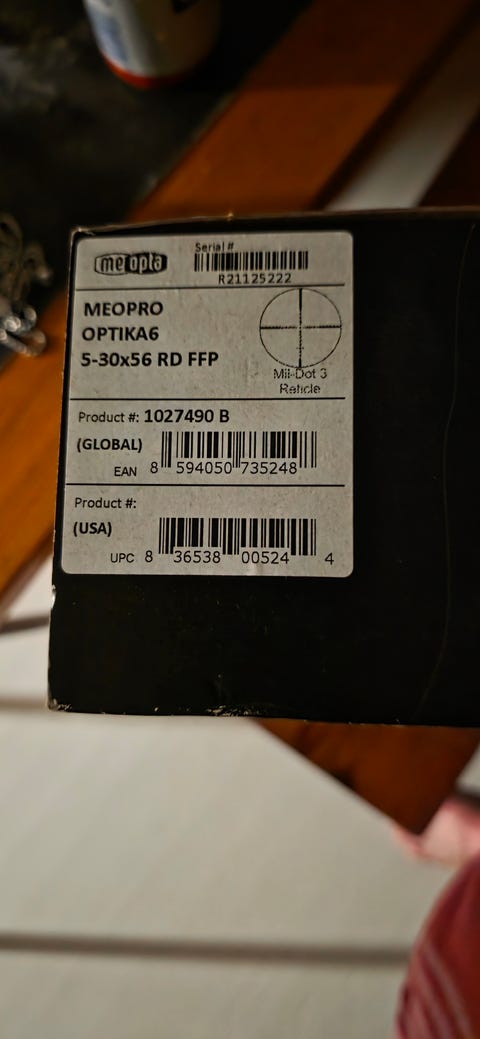 meopta
Serial #
R21125222
MEOPRO
OPTIKA6
5-30x56 RD FFP
Mil-Dot 3
Reticle
Product #: 1027490 B
(GLOBAL)
EAN 8 594050 735248
Product #:
(USA)
UPC 8 36538 00524 4